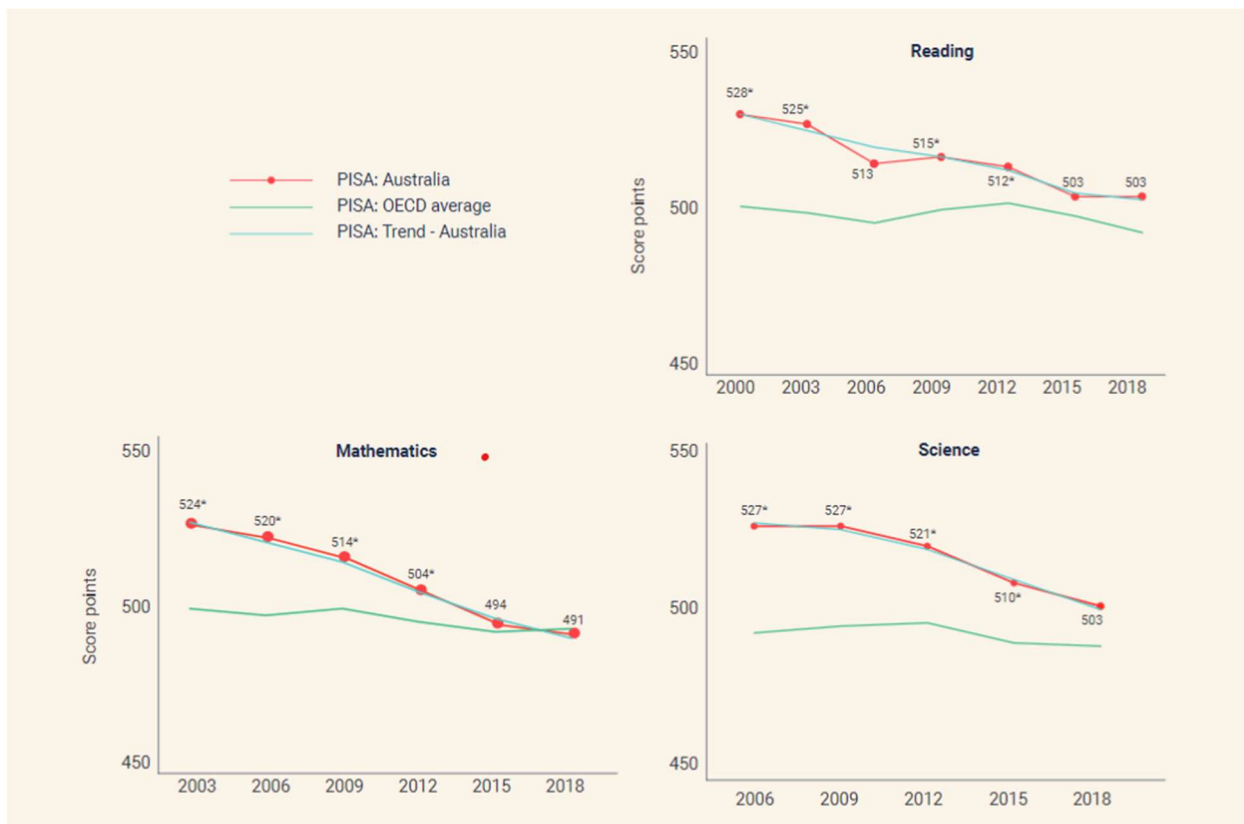 550
Reading
528*
525*
515*
513
512*
503
503
500
450
Score points
2000 2003 2006 2009 2012 2015 2018
PISA: Australia
PISA: OECD average
PISA: Trend - Australia
550
Mathematics
524*
520*
514*
504*
494
491
500
450
Score points
2003 2006 2009 2012 2015 2018
550
Science
527*
527*
521*
510*
503
500
450
2006 2009 2012 2015 2018